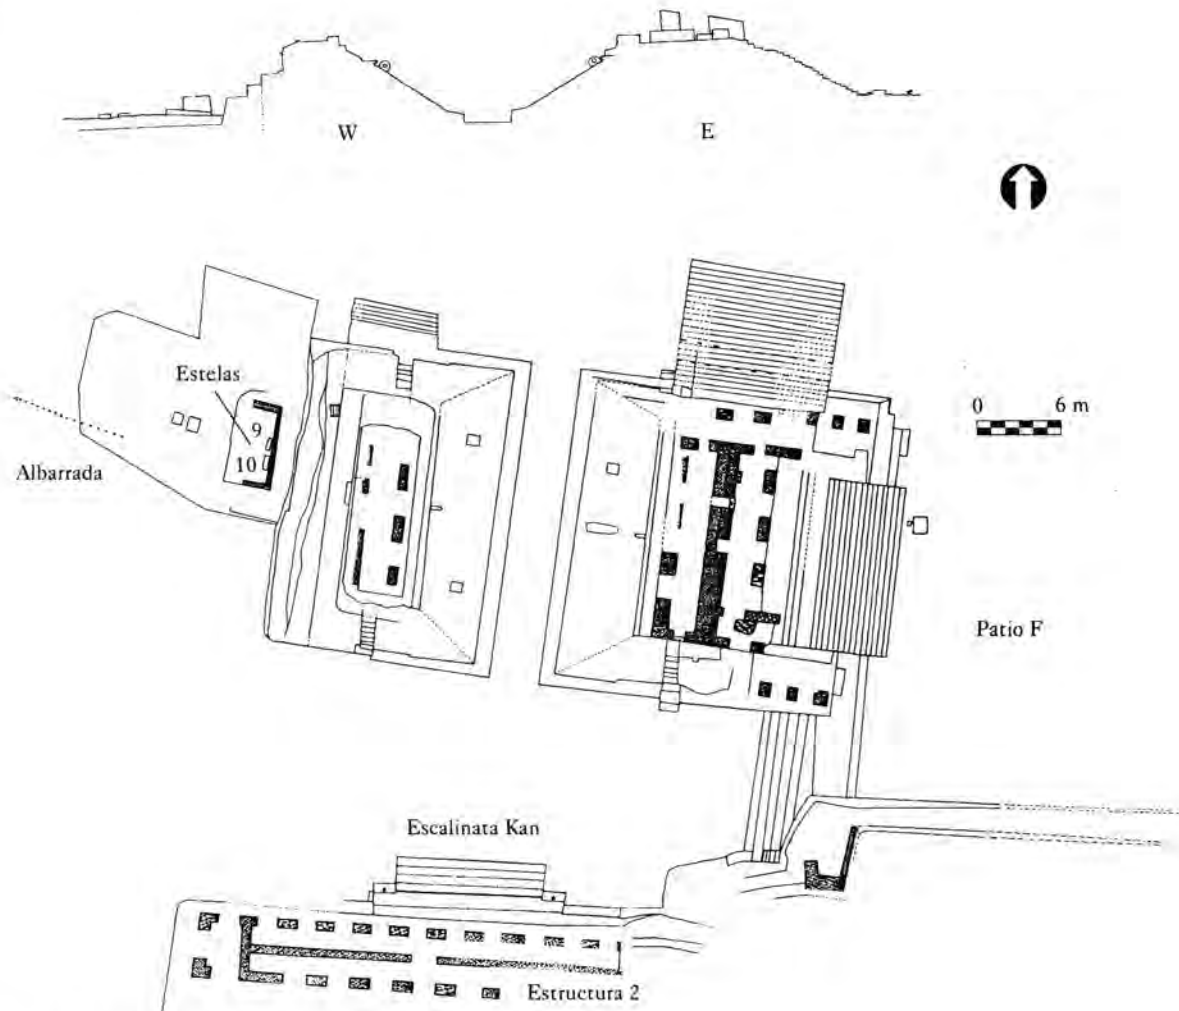 W
E
Estelas
9
10
Albarrada
0 6 m
Patio F
Escalinata Kan
Estructura 2